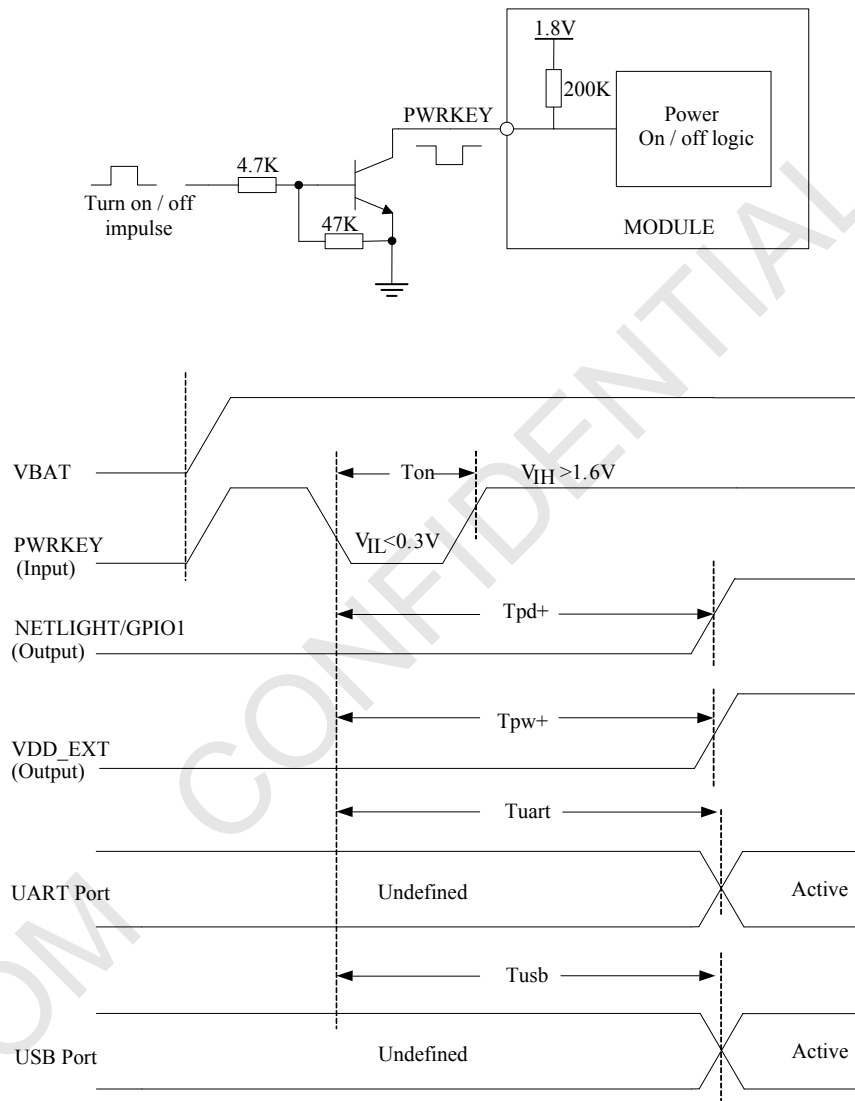 1.8V
200K
PWRKEY
Power
On / off logic
4.7K
Turn on / off
impulse
47K
MODULE
VBAT
Ton
VIH >1.6V
PWRKEY
(Input)
VIL<0.3V
NETLIGHT/GPIO1
(Output)
Tpd+
VDD_EXT
(Output)
Tpw+
Tuart
UART Port
Undefined
Active
Tusb
USB Port
Undefined
Active
OM CONFIDENTIAL